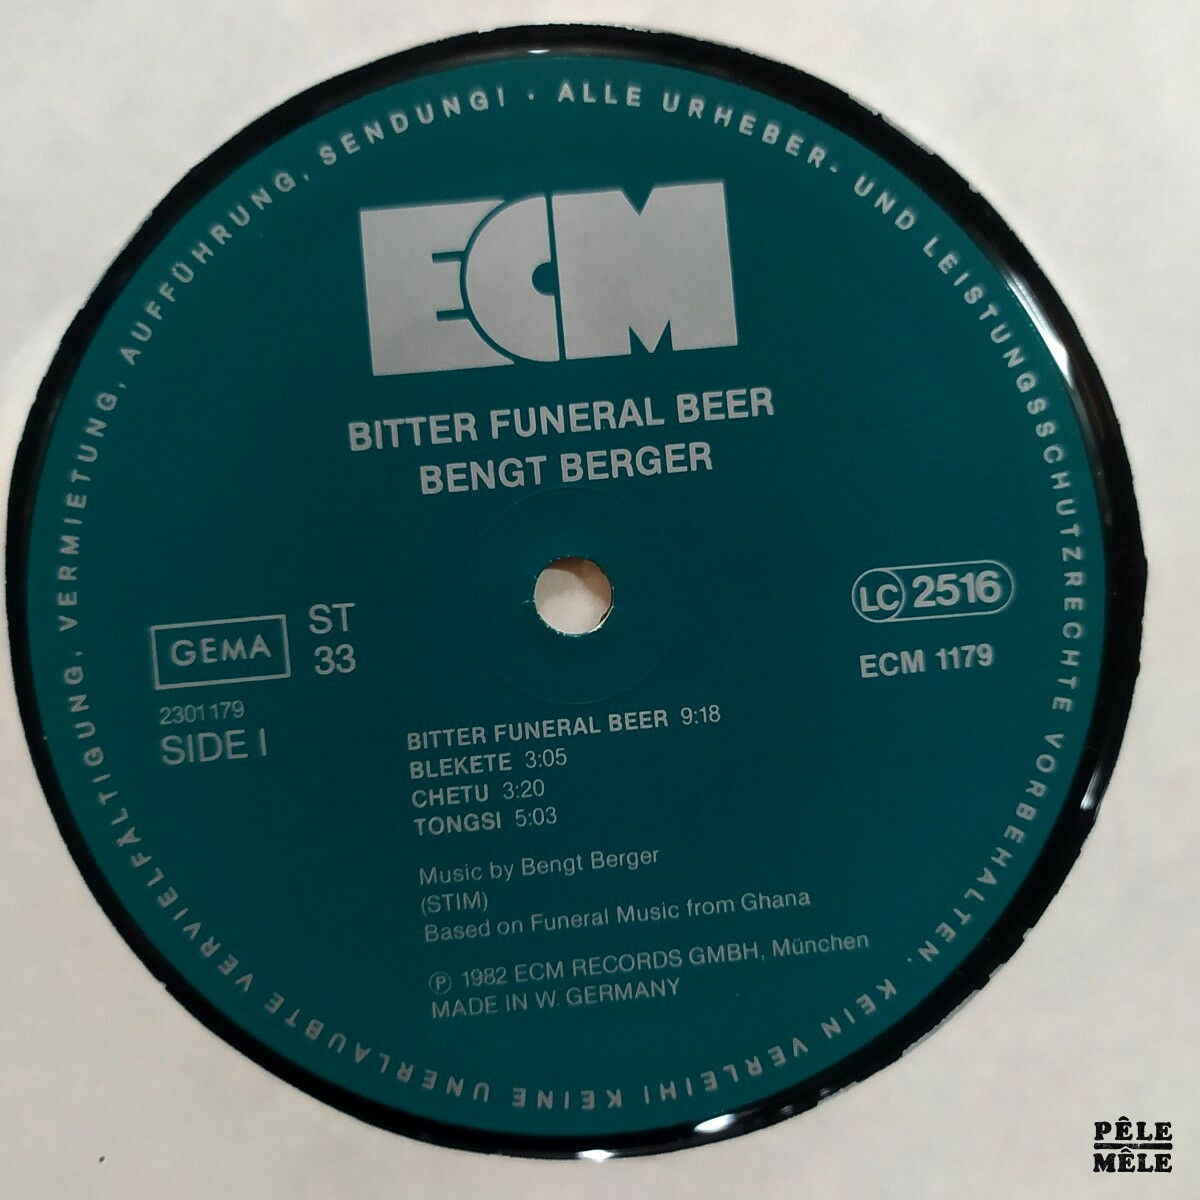 ALLE URHEBER- UND LEISTUNGSSCHUTZRECHTE VORBEHALTEN. KEIN VERLEIH! KEINE UNERLAUBTE VERVIELFÄLTIGUNG, VERMIETUNG, AUFFÜHRUNG, SENDUNG! ·
ECM
BITTER FUNERAL BEER
BENGT BERGER
GEMA
ST
33
2301179
SIDE I
LC 2516
ECM 1179
BITTER FUNERAL BEER 9:18
BLEKETE 3:05
CHETU 3:20
TONGSI 5:03
Music by Bengt Berger
(STIM)
Based on Funeral Music from Ghana
Ⓟ 1982 ECM RECORDS GMBH, München
MADE IN W. GERMANY
PÊLE
MÊLE